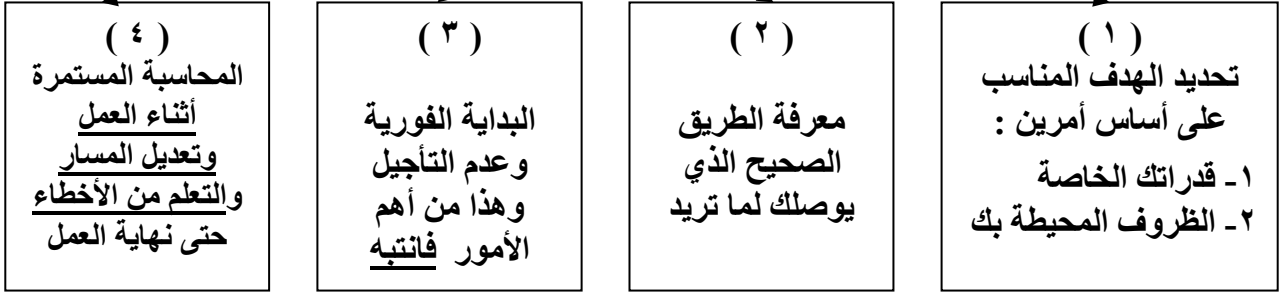 ( ١ )
تحديد الهدف المناسب
على أساس أمرين :
١- قدراتك الخاصة
٢- الظروف المحيطة بك
( ٢ )
معرفة الطريق
الصحيح الذي
يوصلك لما تريد
( ٣ )
البداية الفورية
وعدم التأجيل
وهذا من أهم
الأمور فانتبه
( ٤ )
المحاسبة المستمرة
أثناء العمل
وتعديل المسار
والتعلم من الأخطاء
حتى نهاية العمل